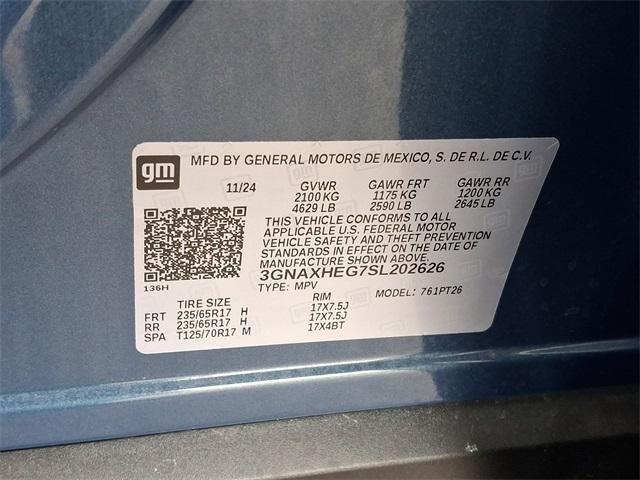 gm MFD BY GENERAL MOTORS DE MEXICO, S. DE R.L. DE C.V.
11/24 GVWR GAWR FRT GAWR RR
2100 KG 1175 KG 1200 KG
4629 LB 2590 LB 2645 LB
THIS VEHICLE CONFORMS TO ALL
APPLICABLE U.S. FEDERAL MOTOR
VEHICLE SAFETY AND THEFT PREVENTION
STANDARDS IN EFFECT ON THE DATE OF
MANUFACTURE SHOWN ABOVE.
3GNAXHEG7SL202626
136H TYPE: MPV MODEL: 761PT26
TIRE SIZE RIM
FRT 235/65R17 H 17X7.5J
RR 235/65R17 H 17X7.5J
SPA T125/70R17 M 17X4BT